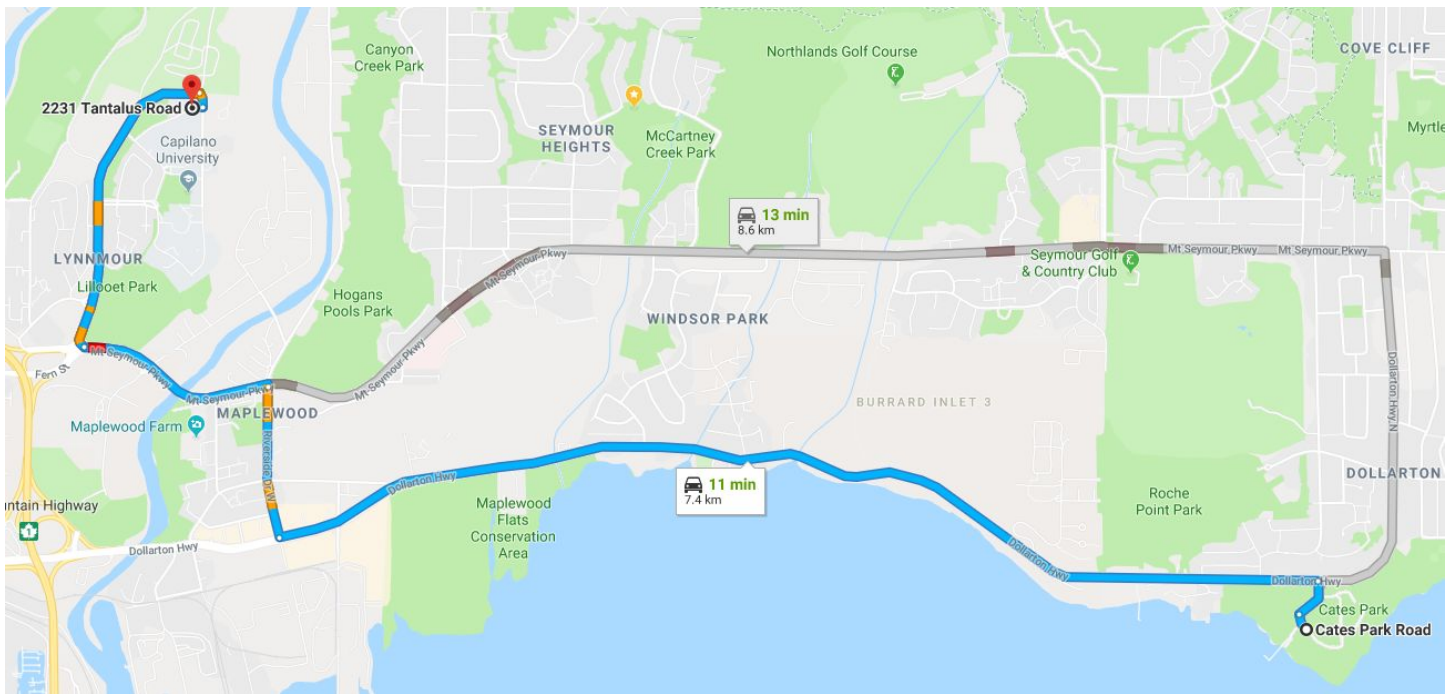 Canyon
Creek Park
Northlands Golf Course
COVE CLIFF
2231 Tantalus Road
SEYMOUR
HEIGHTS
McCartney
Creek Park
Myrtle
Capilano
University
13 min
8.6 km
LYNNMOUR
Lillooet Park
Mt Seymour Pkwy
Mt Seymour Pkwy
Mt Seymour Pkwy
Seymour Golf
& Country Club
Hogans
Pools Park
WINDSOR PARK
Mt Seymour Pkwy
Fern St
Mt Seymour Pkwy
Mt Seymour Pkwy
Dollarton Hwy N
MAPLEWOOD
BURRARD INLET 3
Maplewood Farm
Riverside Dr W
Dollarton Hwy
DOLLARTON
11 min
7.4 km
untain Highway
1
Maplewood
Flats
Conservation
Area
Roche
Point Park
Dollarton Hwy
Dollarton Hwy
Dollarton Hwy
Cates Park
Cates Park Road